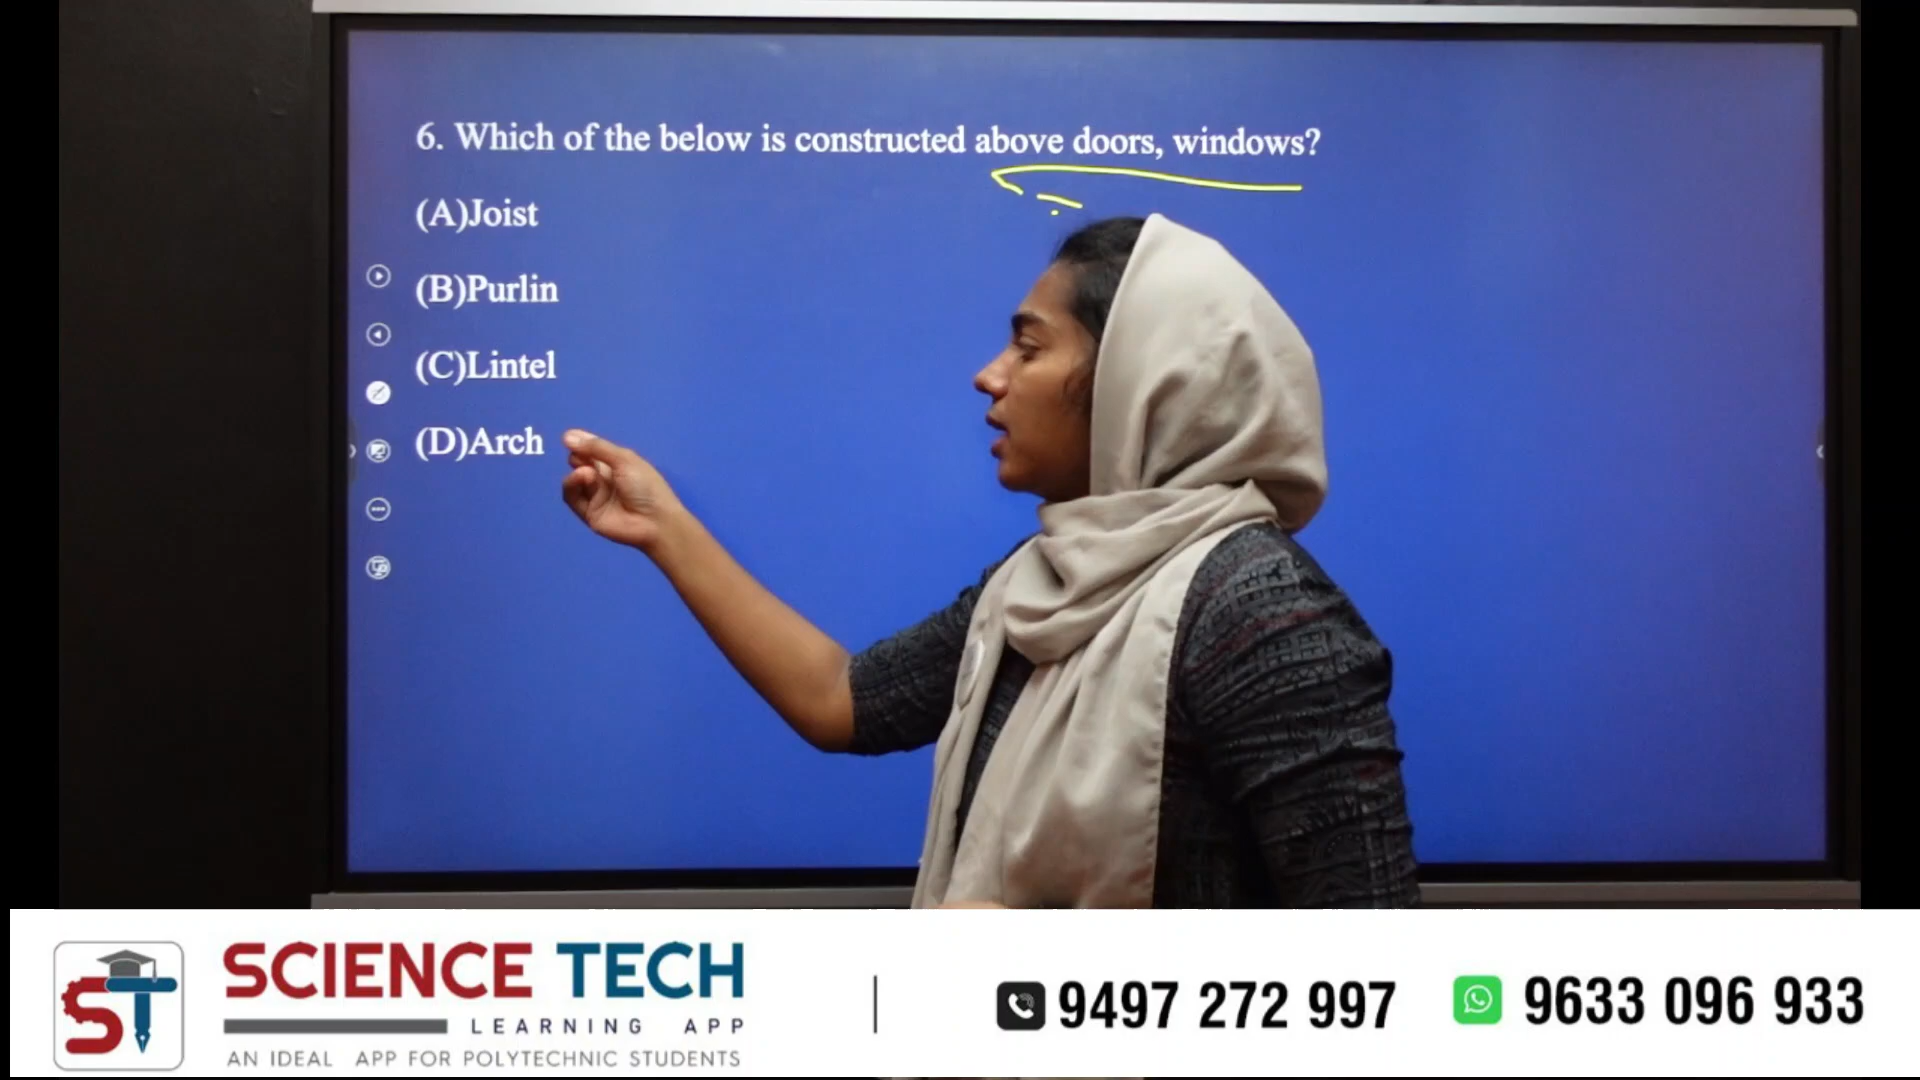 6. Which of the below is constructed above doors, windows?
(A)Joist
(B)Purlin
(C)Lintel
(D)Arch
ST
SCIENCE TECH
LEARNING APP
AN IDEAL APP FOR POLYTECHNIC STUDENTS
9497 272 997
9633 096 933